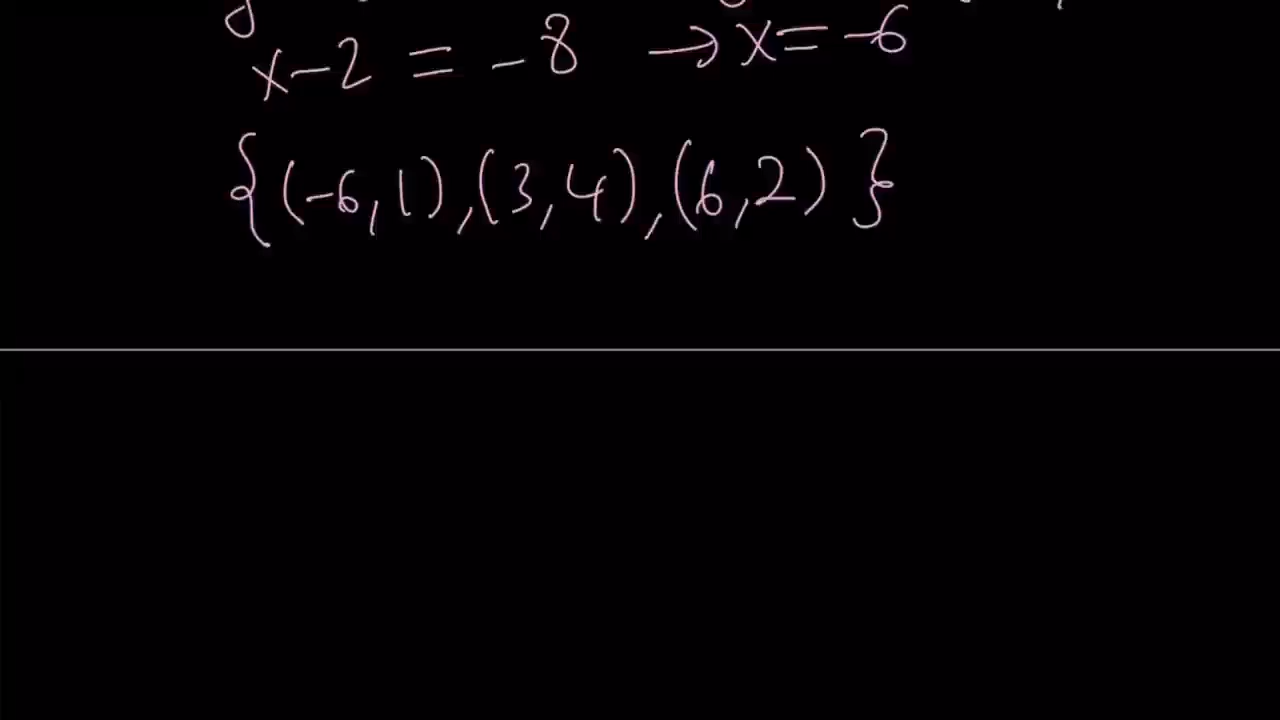 x-2 = -8 → x=-6
{(-6,1),(3,4),(6,2)}